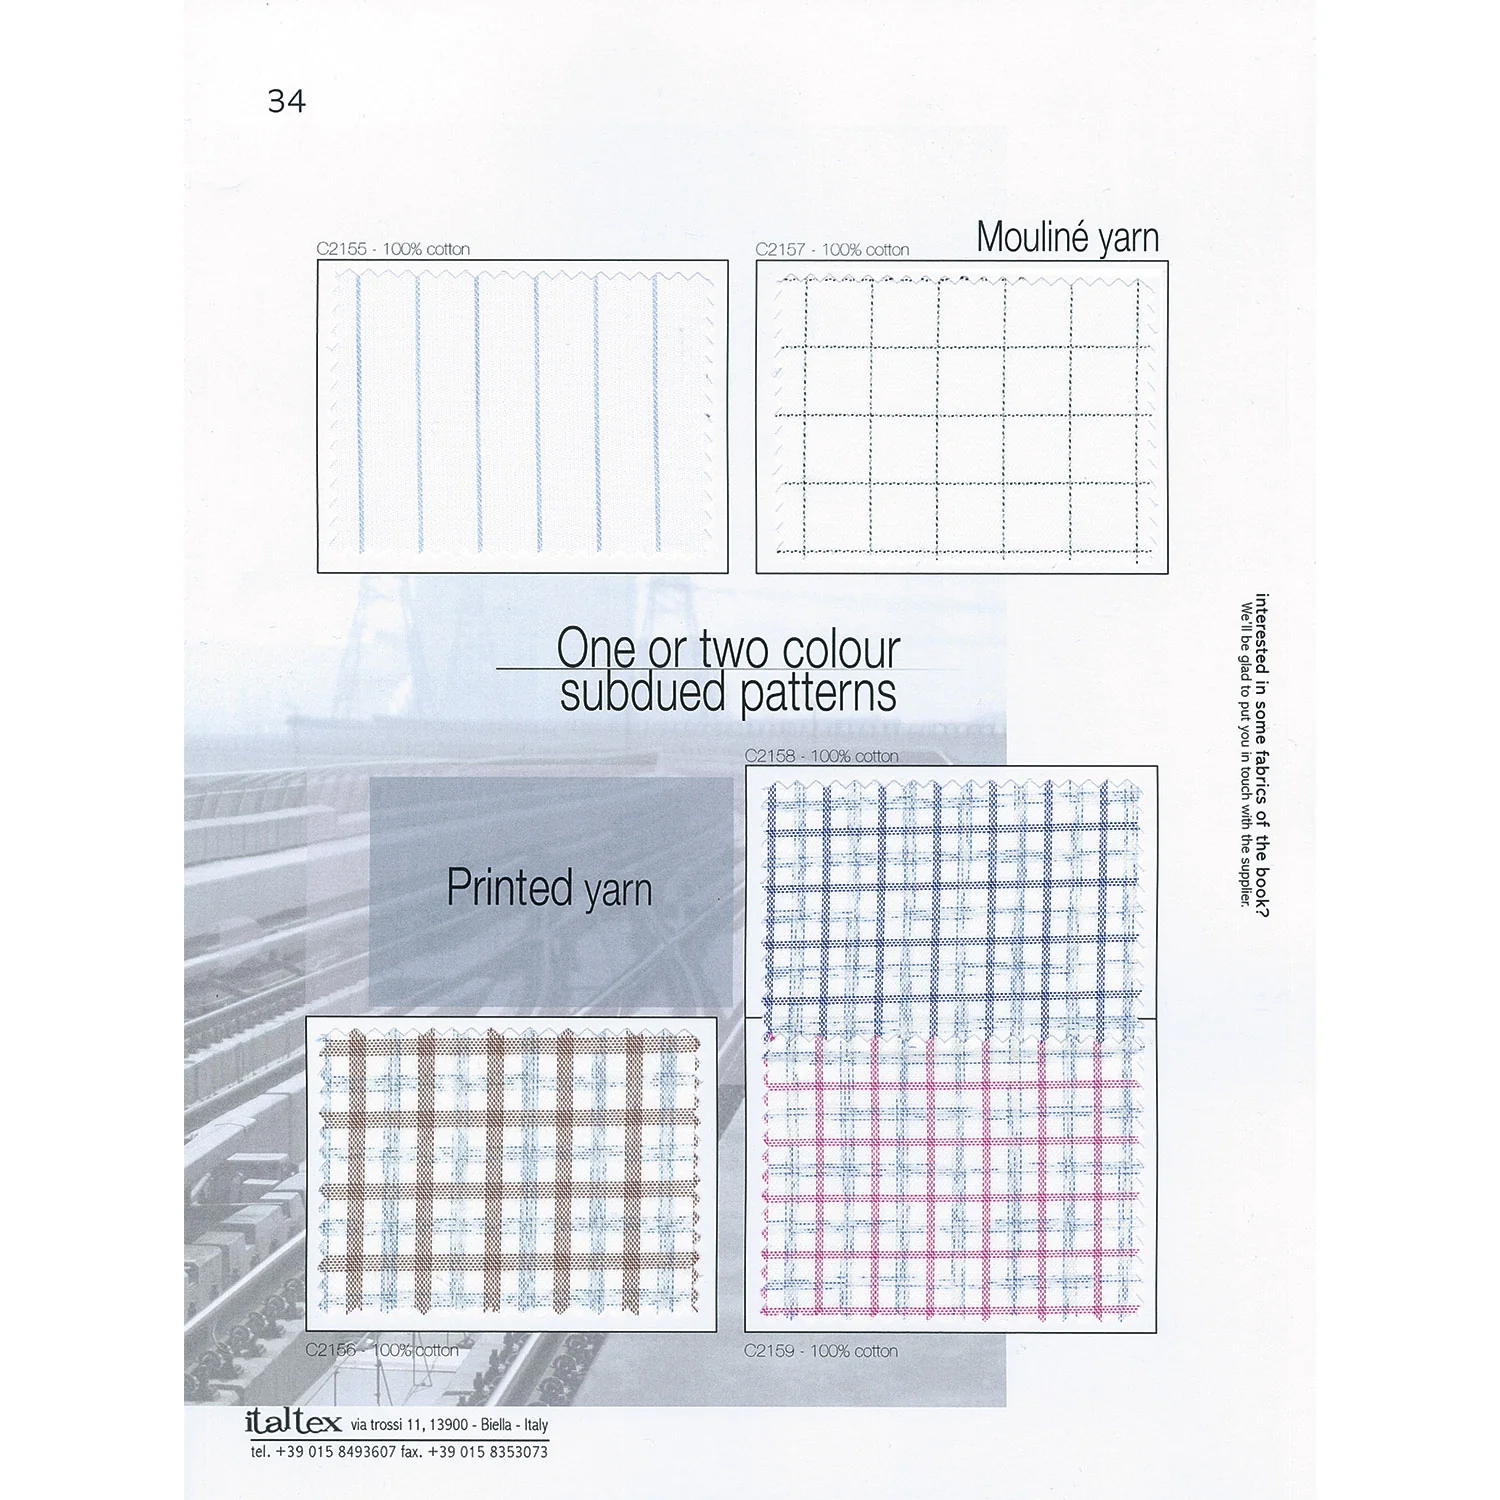 34
C2155 - 100% cotton
C2157 - 100% cotton
Mouliné yarn
One or two colour
subdued patterns
C2158 - 100% cotton
Printed yarn
interested in some fabrics of the book?
We'll be glad to put you in touch with the supplier.
C2156 - 100% cotton
C2159 - 100% cotton
italtex via trossi 11, 13900 - Biella - Italy
tel. +39 015 8493607 fax. +39 015 8353073